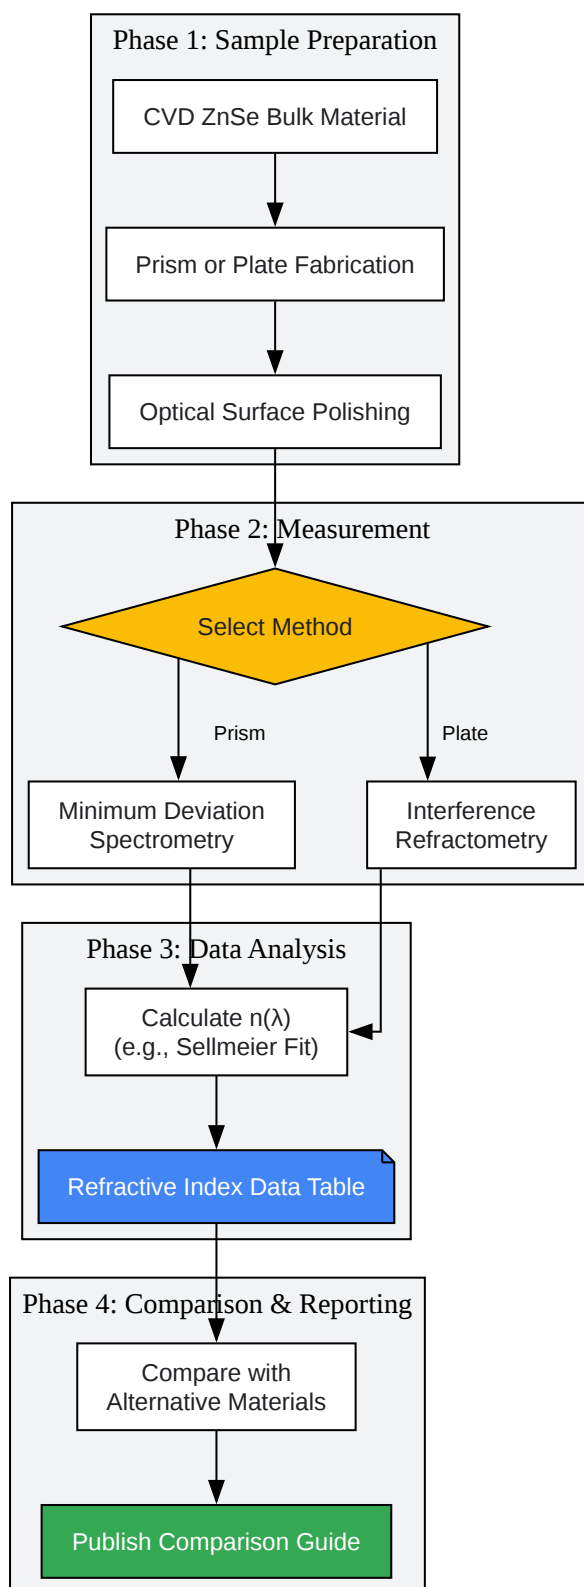 Phase 1: Sample Preparation
CVD ZnSe Bulk Material
Prism or Plate Fabrication
Optical Surface Polishing
Phase 2: Measurement
Select Method
Prism
Plate
Minimum Deviation
Spectrometry
Interference
Refractometry
Phase 3: Data Analysis
Calculate n(λ)
(e.g., Sellmeier Fit)
Refractive Index Data Table
Phase 4: Comparison & Reporting
Compare with
Alternative Materials
Publish Comparison Guide